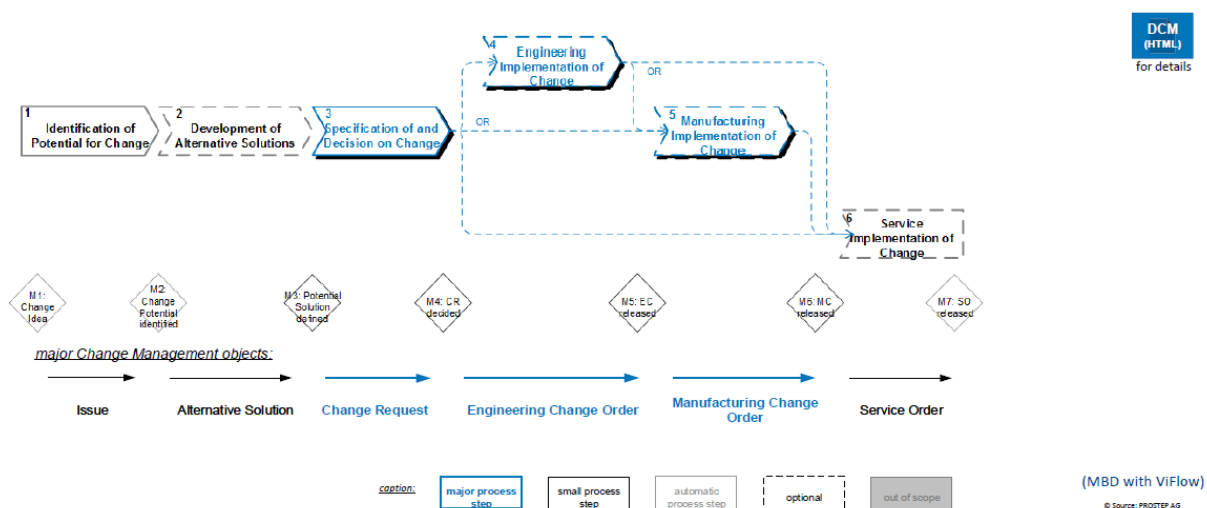 DCM
(HTML)
for details
1
Identification of
Potential for Change
2
Development of
Alternative Solutions
3
Specification of and
Decision on Change
4
Engineering
Implementation of
Change
OR
OR
5
Manufacturing
Implementation of
Change
6
Service
Implementation of
Change
M1:
Change
Idea
M2:
Change
Potential
identified
M3: Potential
Solution
defined
M4: CR
decided
M5: EC
released
M6: MC
released
M7: SO
released
major Change Management objects:
Issue
Alternative Solution
Change Request
Engineering Change Order
Manufacturing Change
Order
Service Order
caption:
major process
step
small process
step
automatic
process step
optional
out of scope
(MBD with ViFlow)
© Source: PROSTEP AG